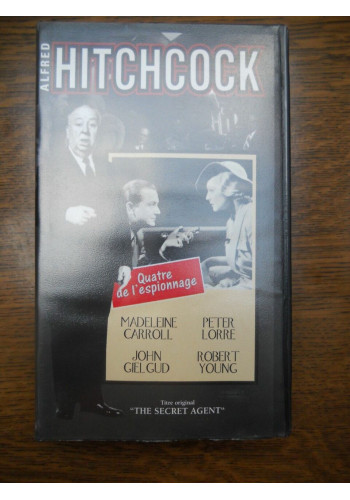 ALFRED
HITCHCOCK
Quatre
de l'espionnage
MADELEINE
CARROLL
PETER
LORRE
JOHN
GIELGUD
ROBERT
YOUNG
Titre original
"THE SECRET AGENT"